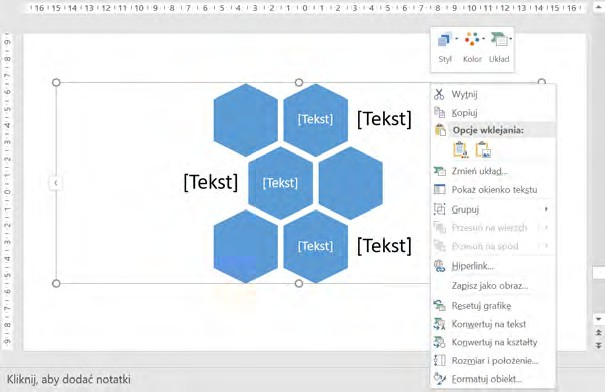 16 15 14 13 12 11 10 9 8 7 6 5 4 3 2 1 0 1 2 3 4 5 6 7 8 9 10 11 12 13 14 15 16
9 8 7 6 5 4 3 2 1 0 1 2 3 4 5 6 7 8 9
Styl Kolor Układ
[Tekst] [Tekst]
[Tekst] [Tekst]
[Tekst] [Tekst]
Wytnij
Kopiuj
Opcje wklejania:
Zmień układ...
Pokaż okienko tekstu
Grupuj
Przesuń na wierzch
Przesuń na spód
Hiperlink...
Zapisz jako obraz...
Resetuj grafikę
Konwertuj na tekst
Konwertuj na kształty
Rozmiar i położenie...
Formatuj obiekt...
Kliknij, aby dodać notatki